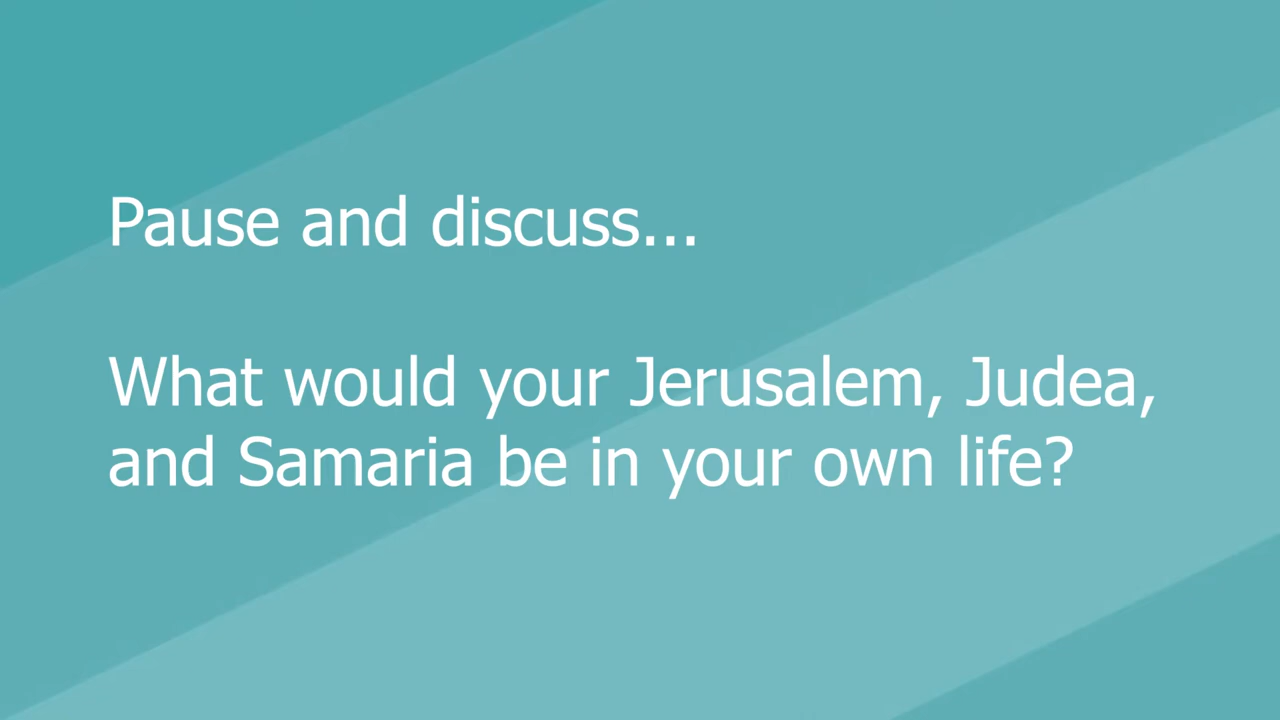 Pause and discuss...
What would your Jerusalem, Judea,
and Samaria be in your own life?